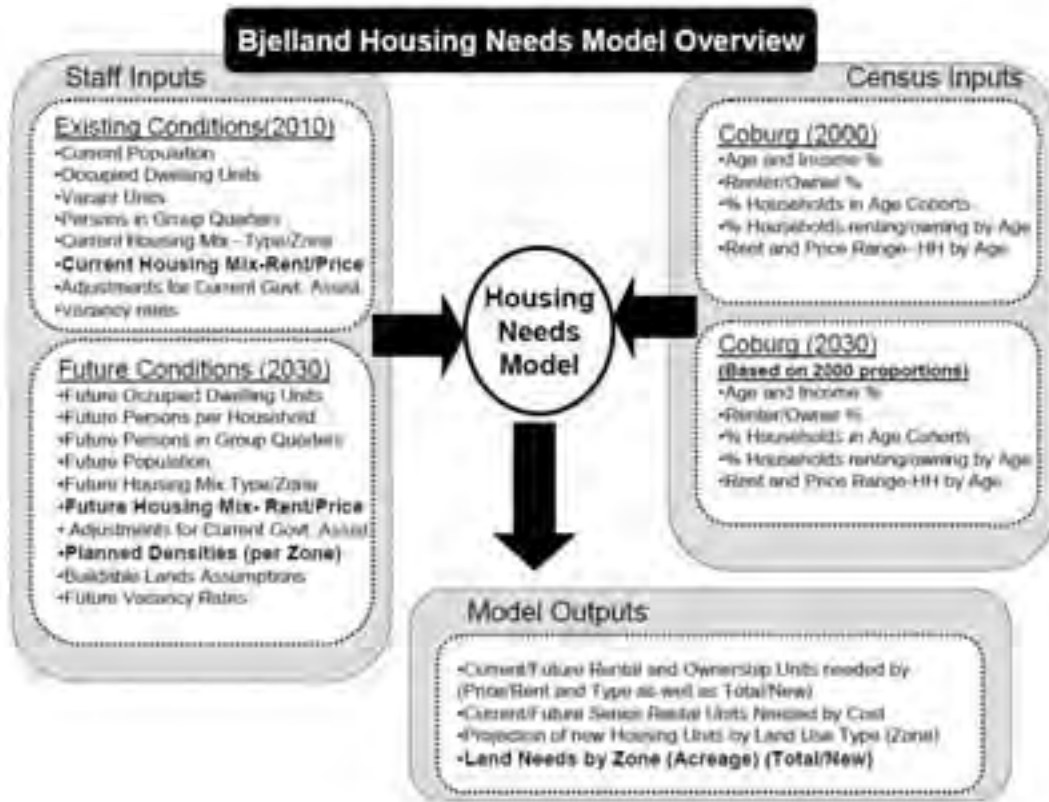 Bjelland Housing Needs Model Overview
Staff Inputs
Existing Conditions(2010)
•Current Population
•Occupied Dwelling Units
•Vacant Units
•Persons in Group Quarters
•Current Housing Mix - Type/Zone
•Current Housing Mix-Rent/Price
•Adjustments for Current Govt. Assist.
•Vacancy rates
Future Conditions (2030)
•Future Occupied Dwelling Units
•Future Persons per Household
•Future Persons in Group Quarters
•Future Population
•Future Housing Mix Type/Zone
•Future Housing Mix- Rent/Price
• Adjustments for Current Govt. Assist.
•Planned Densities (per Zone)
•Buildible Lands Assumptions
•Future Vacancy Rates
Housing
Needs
Model
Census Inputs
Coburg (2000)
•Age and Income %
•Renter/Owner %
•% Households in Age Cohorts
•% Households renting/owning by Age
•Rent and Price Range- HH by Age
Coburg (2030)
(Based on 2000 proportions)
•Age and Income %
•Renter/Owner %
•% Households in Age Cohorts
•% Households renting/owning by Age
•Rent and Price Range-HH by Age
Model Outputs
•Current/Future Rental and Ownership Units needed by
(Price/Rent and Type as well as Total/New)
•Current/Future Senior Rental Units Needed by Cost
•Projection of new Housing Units by Land Use Type (Zone)
•Land Needs by Zone (Acreage) (Total/New)